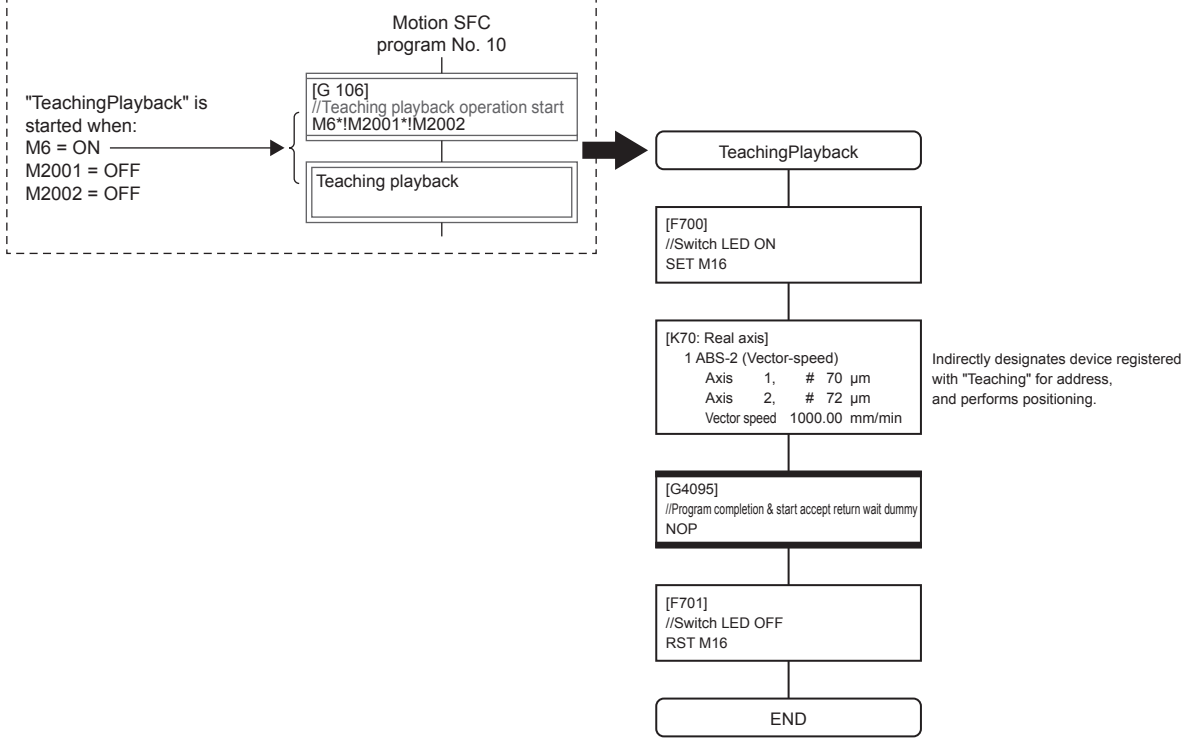 Motion SFC
program No. 10
[G 106]
//Teaching playback operation start
M6*!M2001*!M2002
"TeachingPlayback" is
started when:
M6 = ON
M2001 = OFF
M2002 = OFF
Teaching playback
TeachingPlayback
[F700]
//Switch LED ON
SET M16
[K70: Real axis]
1 ABS-2 (Vector-speed)
Axis 1, # 70 µm
Axis 2, # 72 µm
Vector speed 1000.00 mm/min
Indirectly designates device registered
with "Teaching" for address,
and performs positioning.
[G4095]
//Program completion & start accept return wait dummy
NOP
[F701]
//Switch LED OFF
RST M16
END